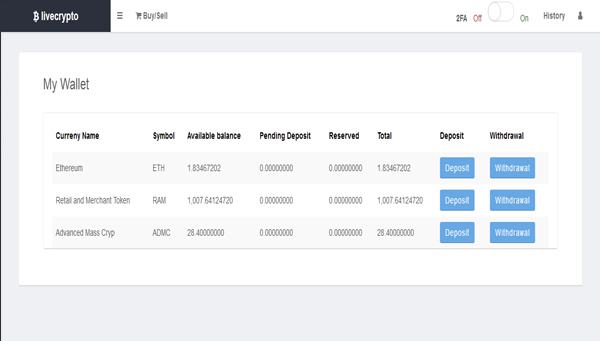 livecrypto Buy/Sell 2FA Off On History
My Wallet
Curreny Name Symbol Available balance Pending Deposit Reserved Total Deposit Withdrawal
Ethereum ETH 1.83467202 0.00000000 0.00000000 1.83467202 Deposit Withdrawal
Retail and Merchant Token RAM 1,007.64124720 0.00000000 0.00000000 1,007.64124720 Deposit Withdrawal
Advanced Mass Cryp ADMC 28.40000000 0.00000000 0.00000000 28.40000000 Deposit Withdrawal